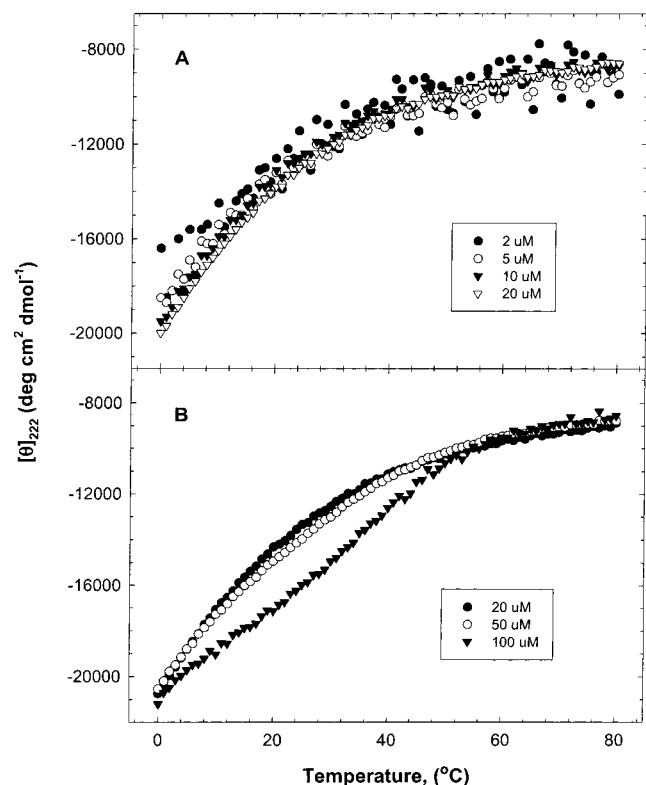 A
-8000
-12000
-16000
-20000
2 uM
5 uM
10 uM
20 uM
[θ]222 (deg cm² dmol⁻¹)
B
-8000
-12000
-16000
-20000
20 uM
50 uM
100 uM
0 20 40 60 80
Temperature, (°C)